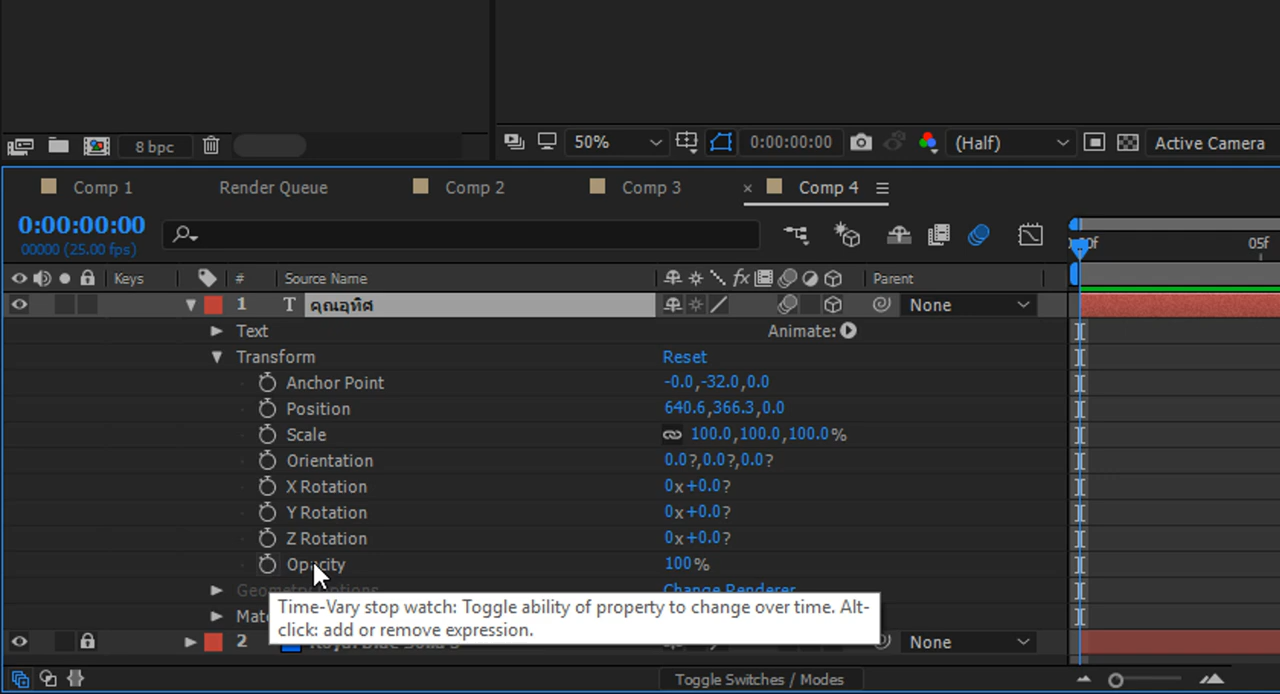 8 bpc
50%
0:00:00:00
(Half)
Active Camera
Comp 1
Render Queue
Comp 2
Comp 3
× Comp 4
0:00:00:00
00000 (25.00 fps)
05f
Keys # Source Name fx Parent
1 T คุณอุทิศ None
Text Animate:
Transform Reset
Anchor Point -0.0,-32.0,0.0
Position 640.6,366.3,0.0
Scale 100.0,100.0,100.0%
Orientation 0.0?,0.0?,0.0?
X Rotation 0x+0.0?
Y Rotation 0x+0.0?
Z Rotation 0x+0.0?
Opacity 100%
Change Renderer...
Time-Vary stop watch: Toggle ability of property to change over time. Alt-
click: add or remove expression.
2 None
Toggle Switches / Modes